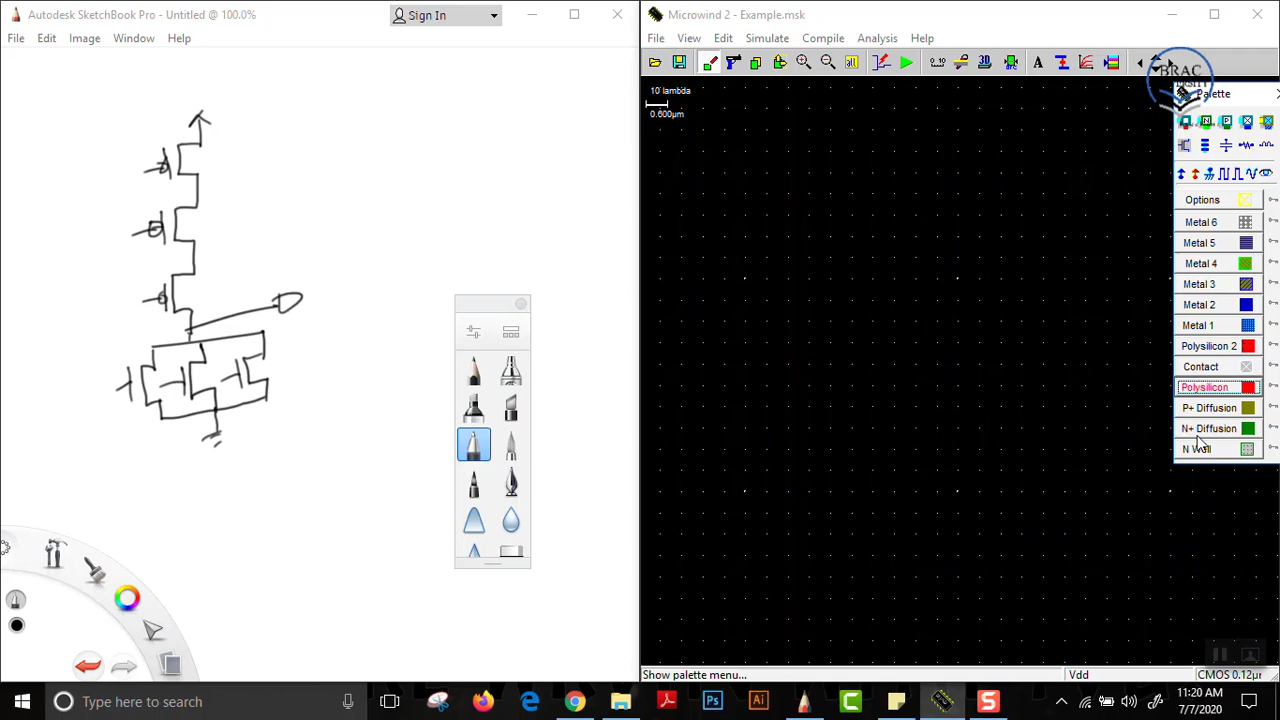 Autodesk SketchBook Pro - Untitled @ 100.0%
Sign In
File Edit Image Window Help
Microwind 2 - Example.msk
File View Edit Simulate Compile Analysis Help
10 lambda
0.600µm
BRAC
Palette
Options
Metal 6
Metal 5
Metal 4
Metal 3
Metal 2
Metal 1
Polysilicon 2
Contact
Polysilicon
P+ Diffusion
N+ Diffusion
N Well
Show palette menu...
Vdd
CMOS 0.12µm
Type here to search
11:20 AM
7/7/2020